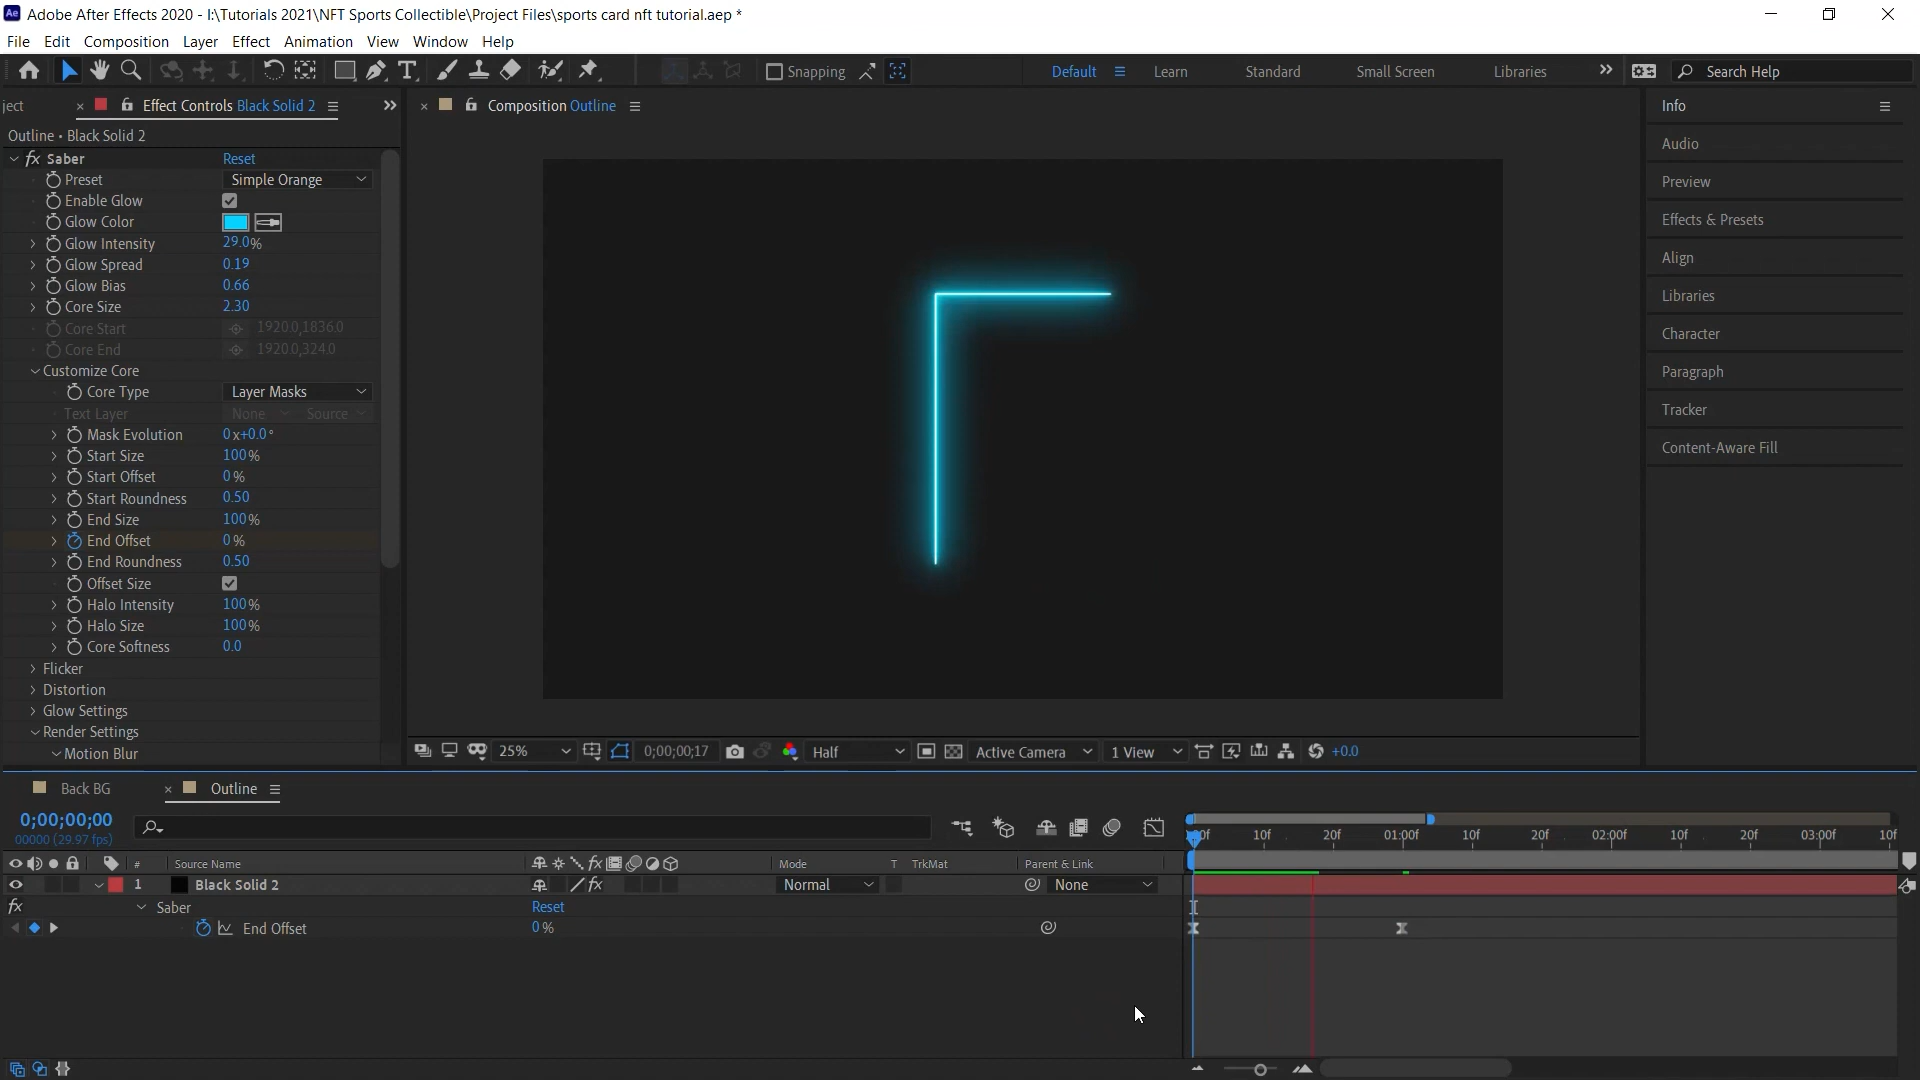 Adobe After Effects 2020 - I:\Tutorials 2021\NFT Sports Collectible\Project Files\sports card nft tutorial.aep *
File Edit Composition Layer Effect Animation View Window Help
Snapping Default Learn Standard Small Screen Libraries Search Help
ject Effect Controls Black Solid 2 Composition Outline Info
Outline • Black Solid 2
Saber Reset
Preset Simple Orange
Enable Glow
Glow Color
Glow Intensity 29.0%
Glow Spread 0.19
Glow Bias 0.66
Core Size 2.30
Core Start 1920.0,1836.0
Core End 1920.0,324.0
Customize Core
Core Type Layer Masks
Text Layer None Source
Mask Evolution 0x+0.0°
Start Size 100%
Start Offset 0%
Start Roundness 0.50
End Size 100%
End Offset 0%
End Roundness 0.50
Offset Size
Halo Intensity 100%
Halo Size 100%
Core Softness 0.0
Flicker
Distortion
Glow Settings
Render Settings
Motion Blur
Audio
Preview
Effects & Presets
Align
Libraries
Character
Paragraph
Tracker
Content-Aware Fill
25% 0;00;00;17 Half Active Camera 1 View +0.0
Back BG Outline
0;00;00;00
00000 (29.97 fps)
10f 20f 01:00f 10f 20f 02:00f 10f 20f 03:00f 10f
# Source Name Mode T TrkMat Parent & Link
1 Black Solid 2 Normal None
fx Saber Reset
End Offset 0%